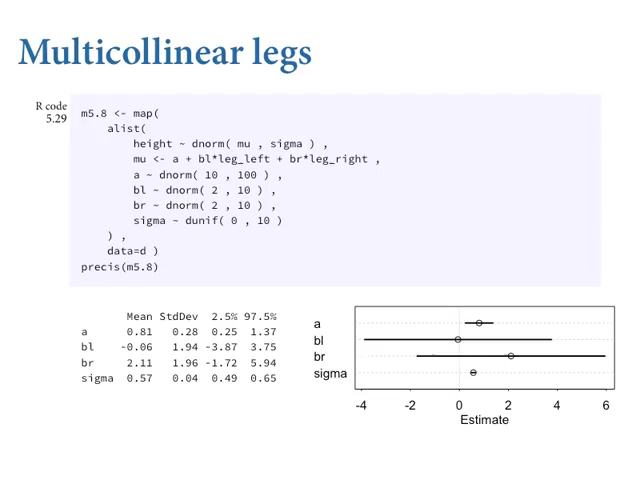 Multicollinear legs
R code
5.29
m5.8 <- map(
alist(
height ~ dnorm( mu , sigma ) ,
mu <- a + bl*leg_left + br*leg_right ,
a ~ dnorm( 10 , 100 ) ,
bl ~ dnorm( 2 , 10 ) ,
br ~ dnorm( 2 , 10 ) ,
sigma ~ dunif( 0 , 10 )
) ,
data=d )
precis(m5.8)
Mean StdDev 2.5% 97.5%
a 0.81 0.28 0.25 1.37
bl -0.06 1.94 -3.87 3.75
br 2.11 1.96 -1.72 5.94
sigma 0.57 0.04 0.49 0.65
a
bl
br
sigma
-4 -2 0 2 4 6
Estimate